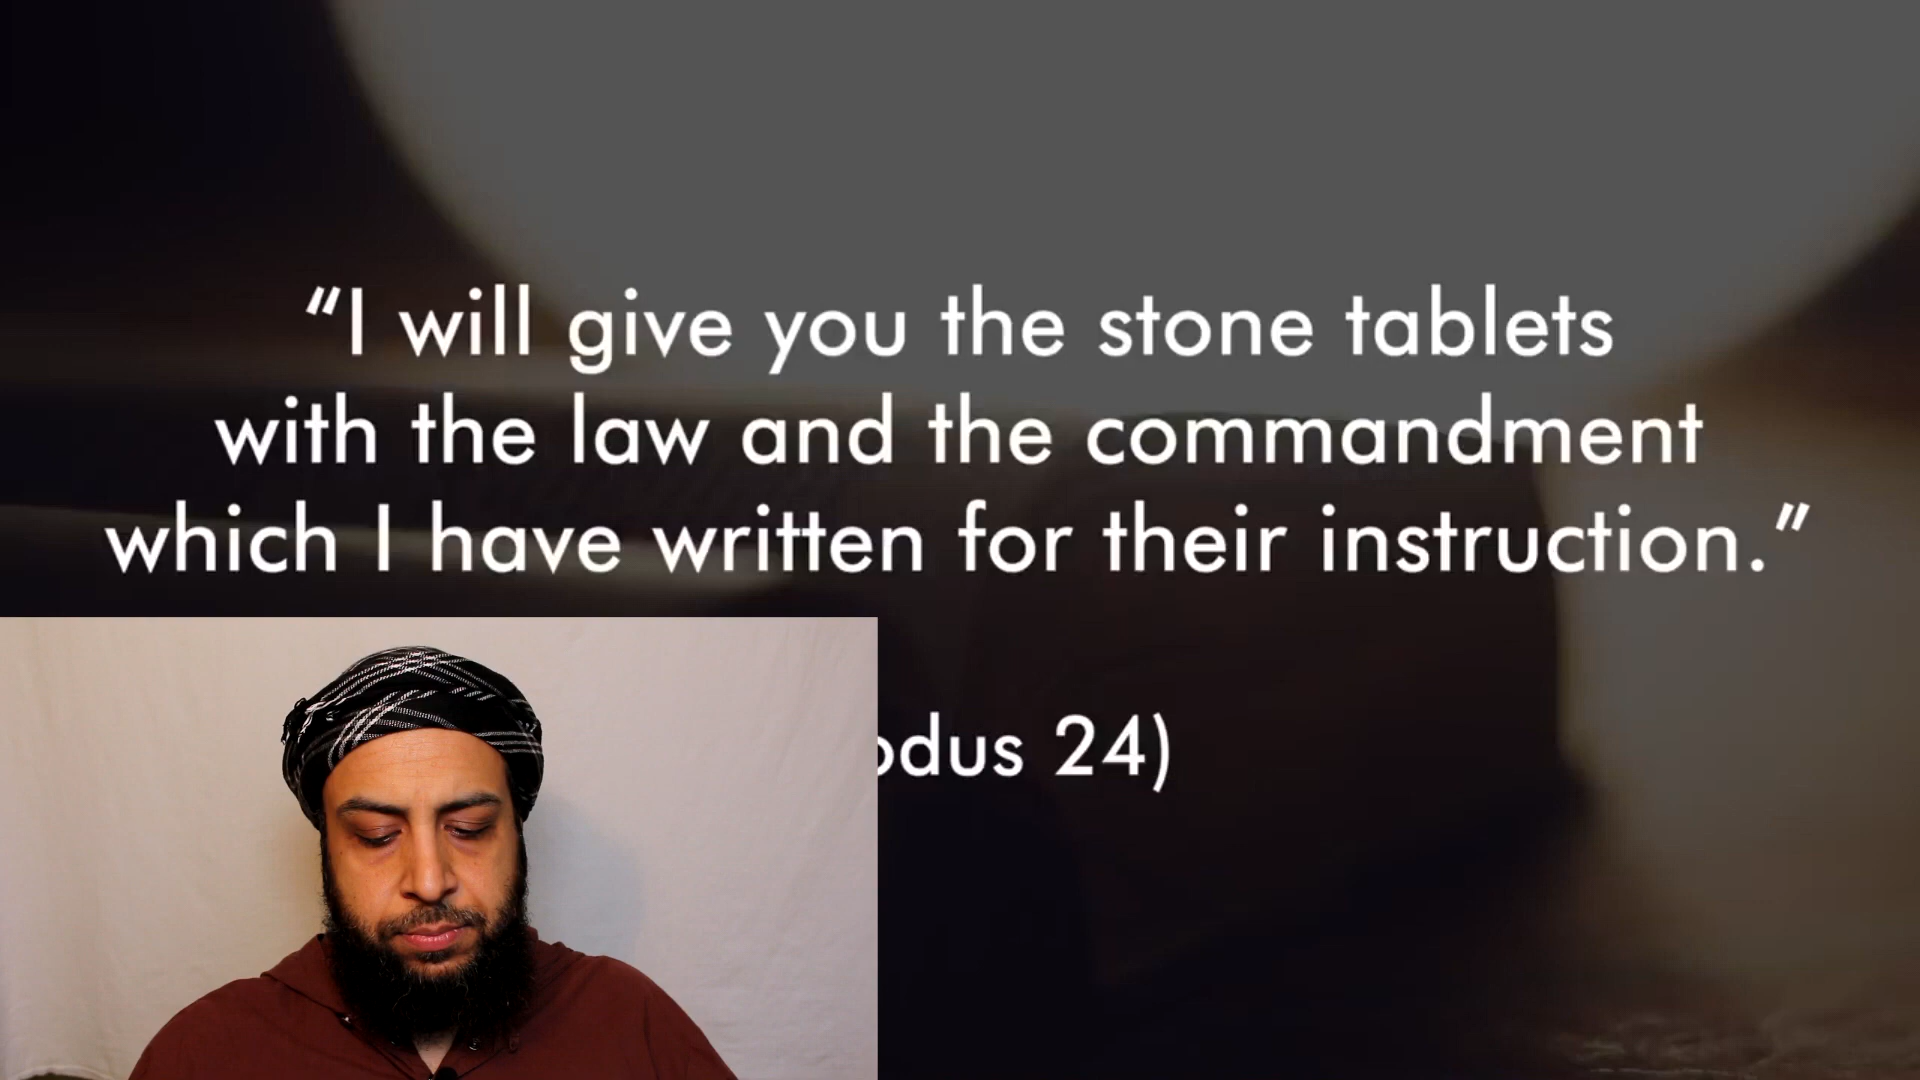 “I will give you the stone tablets
with the law and the commandment
which I have written for their instruction.”
odus 24)